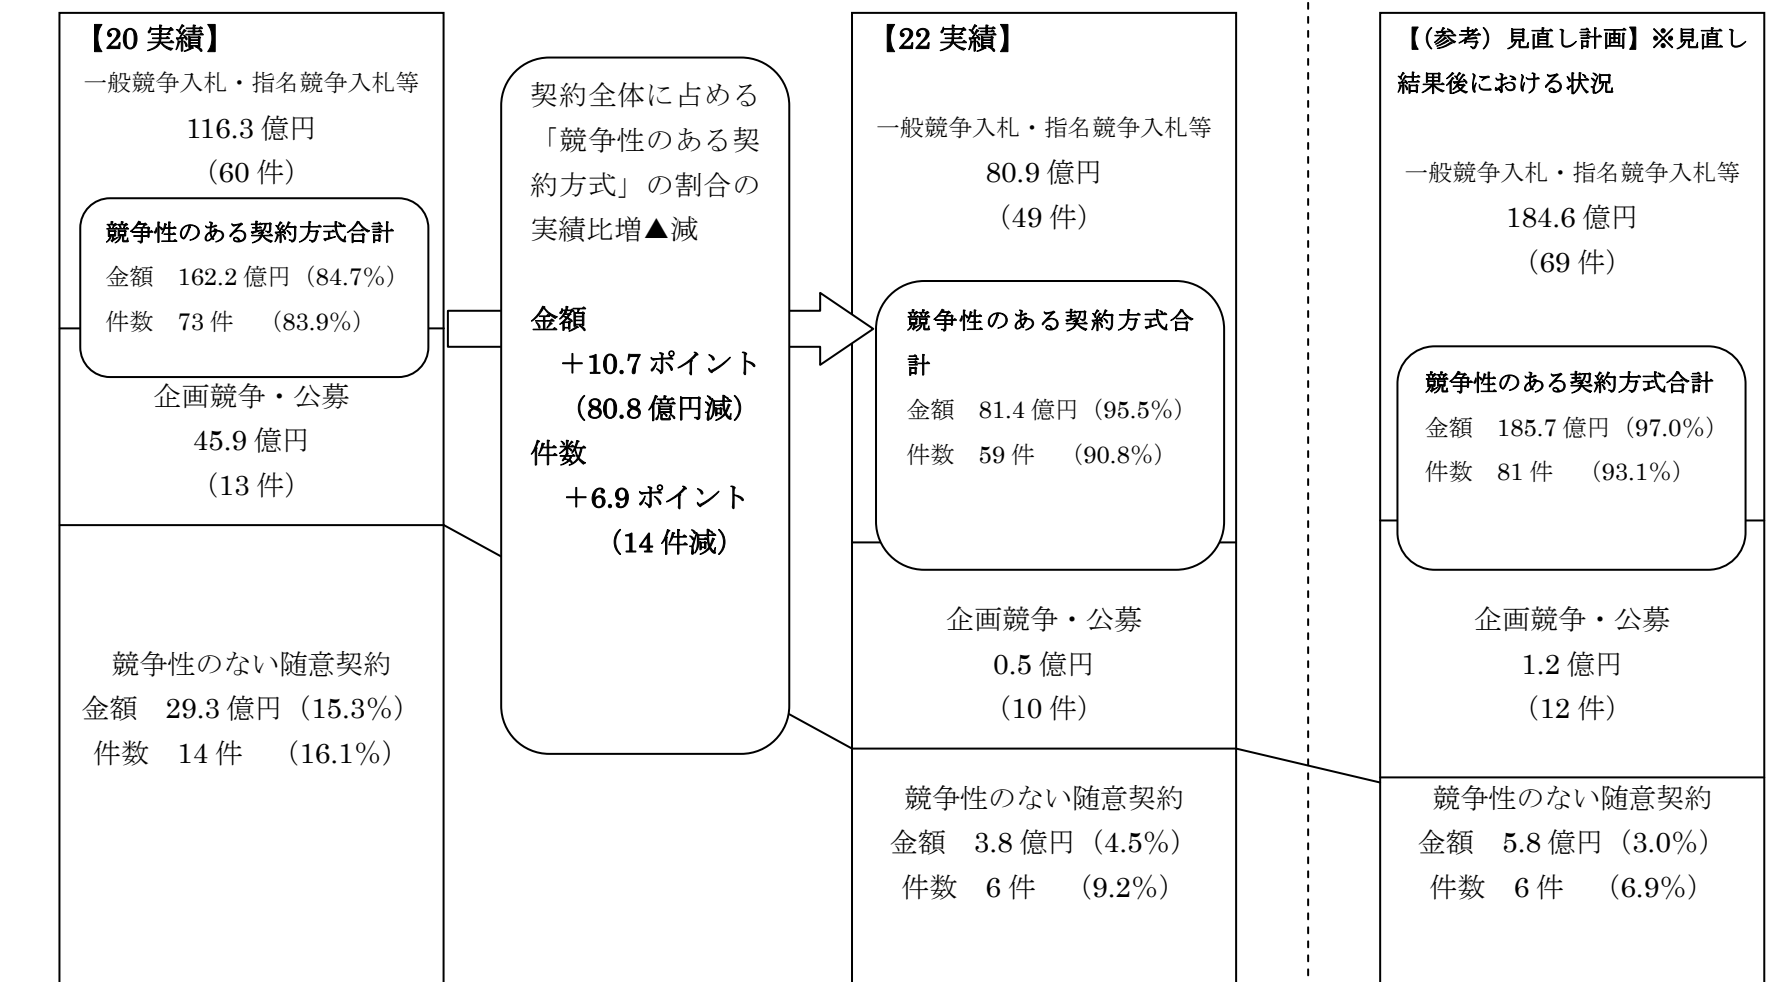 【20 実績】
一般競争入札・指名競争入札等
116.3 億円
（60 件）
競争性のある契約方式合計
金額　162.2 億円（84.7%）
件数　73 件　（83.9%）
企画競争・公募
45.9 億円
（13 件）
競争性のない随意契約
金額　29.3 億円（15.3%）
件数　14 件　（16.1%）
契約全体に占める
「競争性のある契
約方式」の割合の
実績比増▲減
金額
＋10.7 ポイント
（80.8 億円減）
件数
＋6.9 ポイント
（14 件減）
【22 実績】
一般競争入札・指名競争入札等
80.9 億円
（49 件）
競争性のある契約方式合
計
金額　81.4 億円（95.5%）
件数　59 件　（90.8%）
企画競争・公募
0.5 億円
（10 件）
競争性のない随意契約
金額　3.8 億円（4.5%）
件数　6 件　（9.2%）
【（参考）見直し計画】※見直し
結果後における状況
一般競争入札・指名競争入札等
184.6 億円
（69 件）
競争性のある契約方式合計
金額　185.7 億円（97.0%）
件数　81 件　（93.1%）
企画競争・公募
1.2 億円
（12 件）
競争性のない随意契約
金額　5.8 億円（3.0%）
件数　6 件　（6.9%）